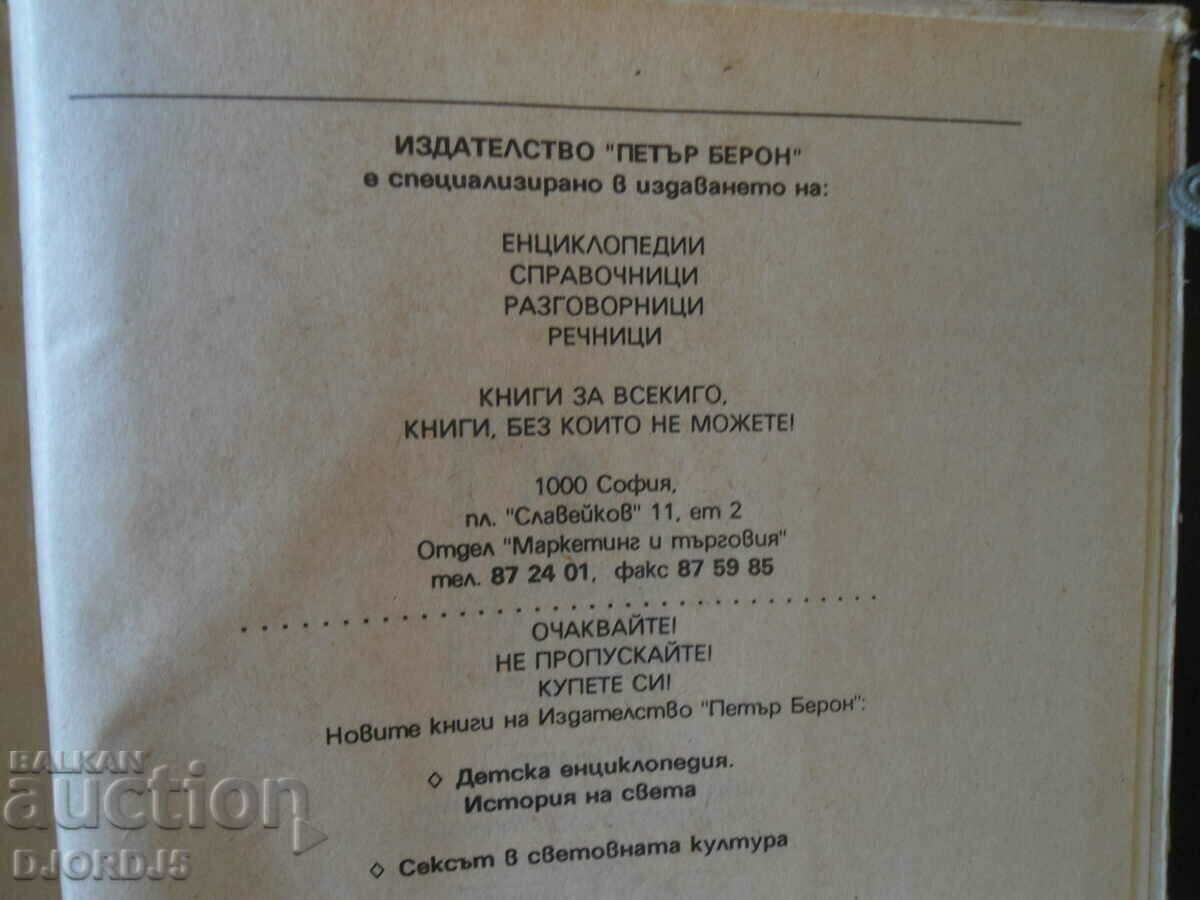 ИЗДАТЕЛСТВО "ПЕТЪР БЕРОН"
е специализирано в издаването на:
ЕНЦИКЛОПЕДИИ
СПРАВОЧНИЦИ
РАЗГОВОРНИЦИ
РЕЧНИЦИ
КНИГИ ЗА ВСЕКИГО,
КНИГИ, БЕЗ КОИТО НЕ МОЖЕТЕ!
1000 София,
пл. "Славейков" 11, ет 2
Отдел "Маркетинг и търговия"
тел. 87 24 01, факс 87 59 85
ОЧАКВАЙТЕ!
НЕ ПРОПУСКАЙТЕ!
КУПЕТЕ СИ!
Новите книги на Издателство "Петър Берон":
◊ Детска енциклопедия.
История на света
◊ Сексът в световната култура
BALKAN
auction
DJORDJ5